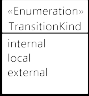 «Enumeration»
TransitionKind
internal
local
external